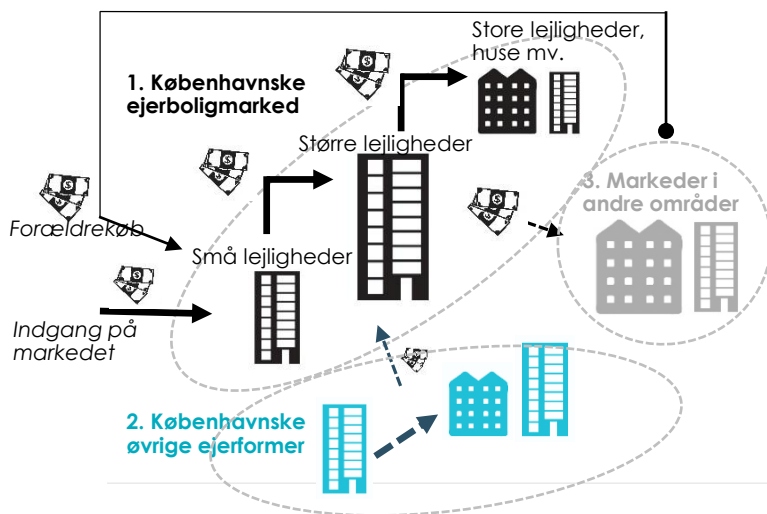 Store lejligheder,
huse mv.
1. Københavnske
ejerboligmarked
Større lejligheder
3. Markeder i
andre områder
Forældrekøb
Små lejligheder
Indgang på
markedet
2. Københavnske
øvrige ejerformer